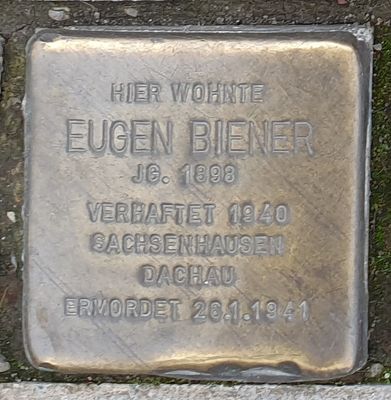 HIER WOHNTE
EUGEN BIENER
JG. 1898
VERHAFTET 1940
SACHSENHAUSEN
DACHAU
ERMORDET 26.1.1941